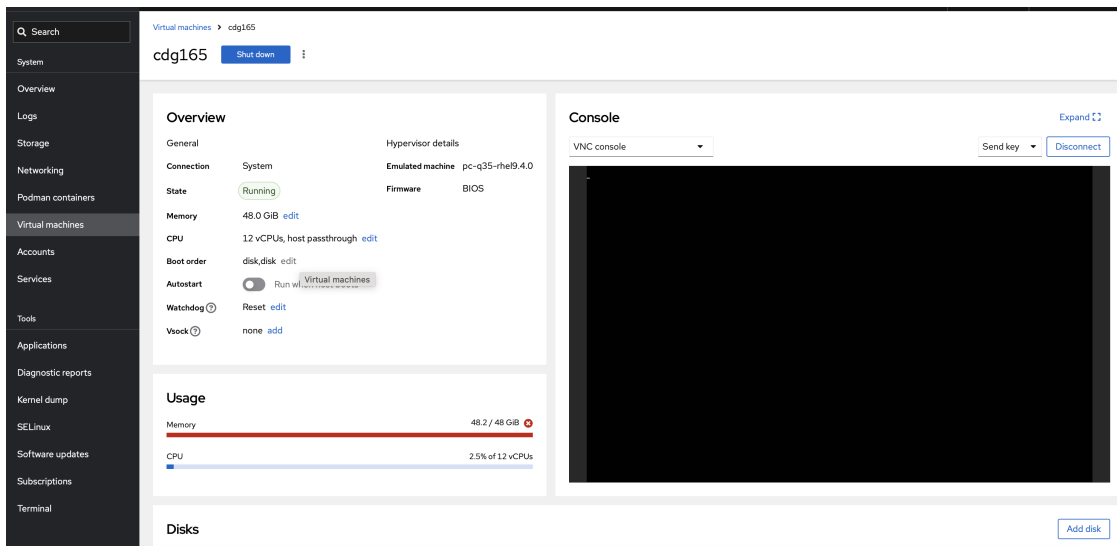 Search
System
Overview
Logs
Storage
Networking
Podman containers
Virtual machines
Accounts
Services
Tools
Applications
Diagnostic reports
Kernel dump
SELinux
Software updates
Subscriptions
Terminal
Virtual machines > cdg165
cdg165 Shut down
Overview
General Hypervisor details
Connection System Emulated machine pc-q35-rhel9.4.0
State Running Firmware BIOS
Memory 48.0 GiB edit
CPU 12 vCPUs, host passthrough edit
Boot order disk,disk edit
Autostart Run
Virtual machines
Watchdog ? Reset edit
Vsock ? none add
Usage
Memory 48.2 / 48 GiB
CPU 2.5% of 12 vCPUs
Console Expand
VNC console Send key Disconnect
Disks Add disk